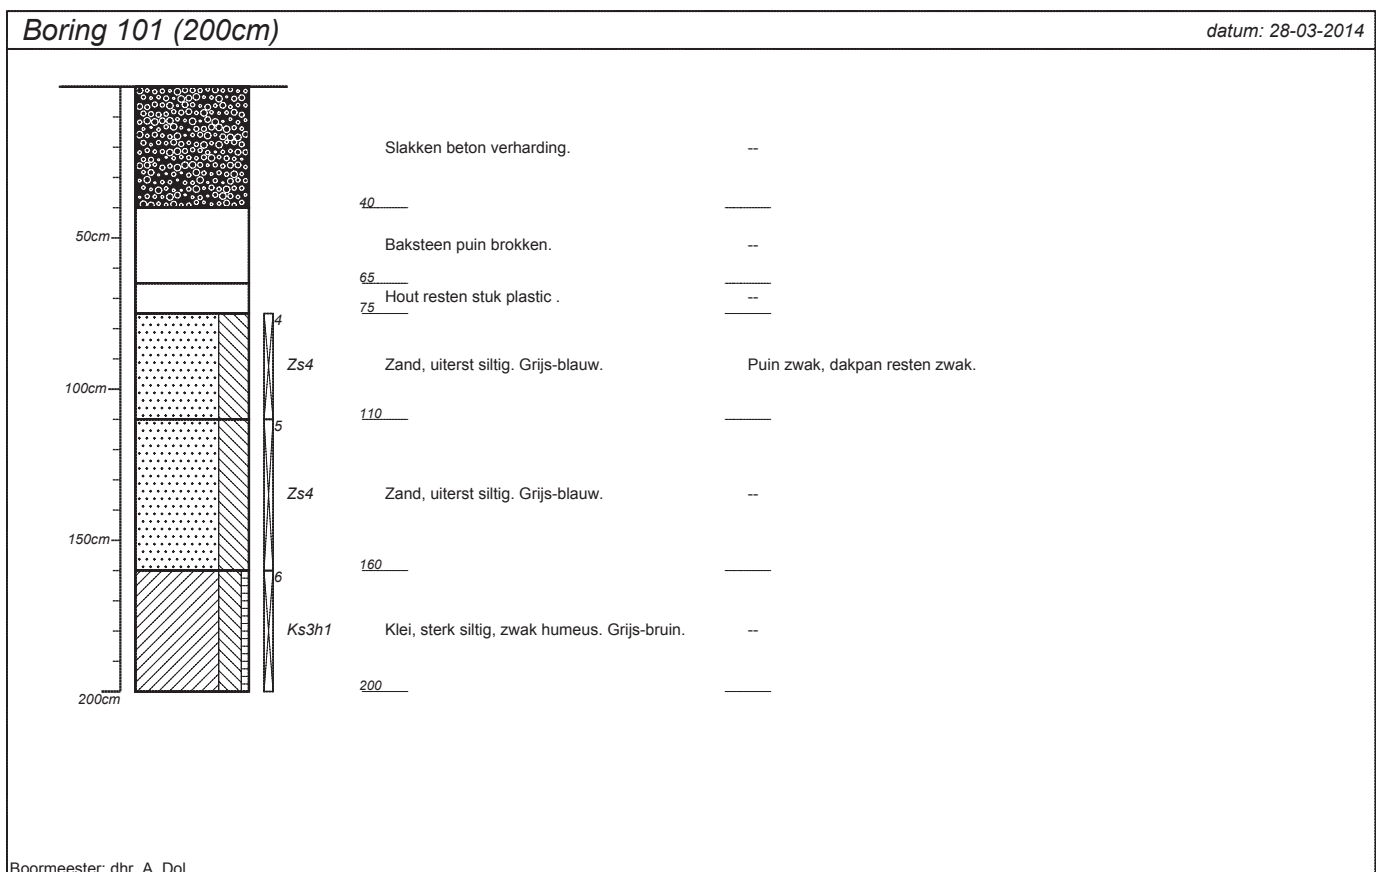 Boring 101 (200cm)
datum: 28-03-2014
Slakken beton verharding.
--
40
50cm
Baksteen puin brokken.
--
65
Hout resten stuk plastic .
--
75
4
Zs4
Zand, uiterst siltig. Grijs-blauw.
Puin zwak, dakpan resten zwak.
100cm
110
5
Zs4
Zand, uiterst siltig. Grijs-blauw.
--
150cm
160
6
Ks3h1
Klei, sterk siltig, zwak humeus. Grijs-bruin.
--
200
200cm
Boormeester: dhr. A. Dol